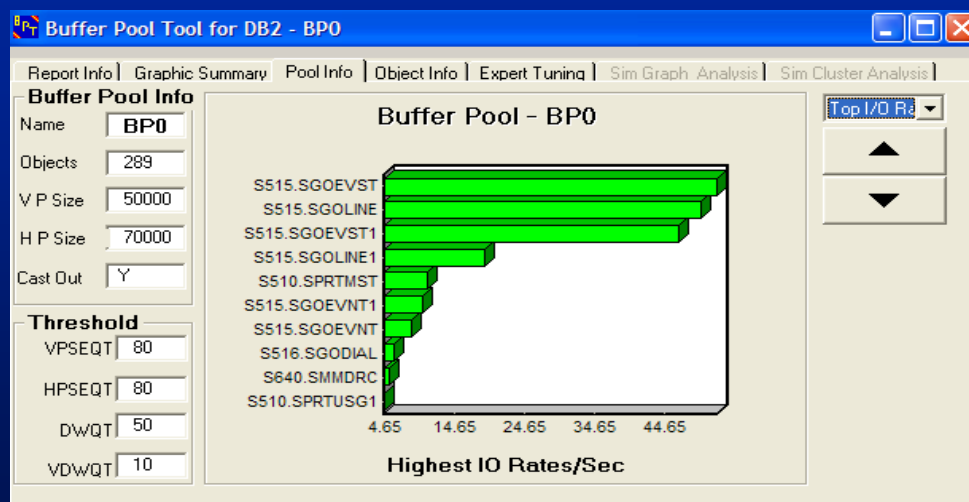 BPT Buffer Pool Tool for DB2 - BP0
Report Info Graphic Summary Pool Info Object Info Expert Tuning Sim Graph Analysis Sim Cluster Analysis
Buffer Pool Info
Name BP0
Objects 289
V P Size 50000
H P Size 70000
Cast Out Y
Threshold
VPSEQT 80
HPSEQT 80
DWQT 50
VDWQT 10
Buffer Pool - BP0
S515.SGOEVST
S515.SGOLINE
S515.SGOEVST1
S515.SGOLINE1
S510.SPRTMST
S515.SGOEVNT1
S515.SGOEVNT
S516.SGODIAL
S640.SMMDRC
S510.SPRTUSG1
4.65 14.65 24.65 34.65 44.65
Highest IO Rates/Sec
Top I/O Ra